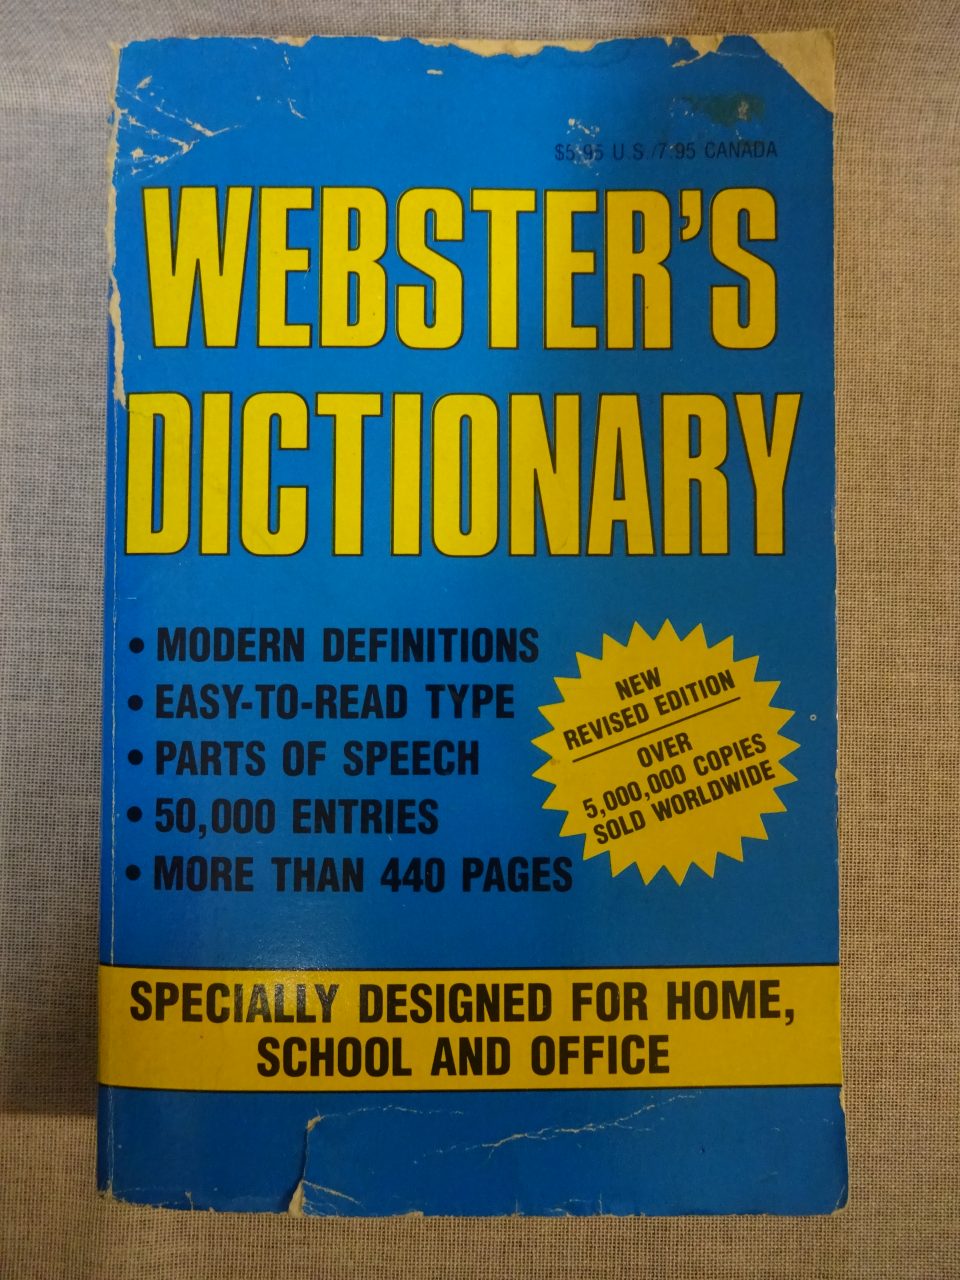 $5.95 U.S./7.95 CANADA
WEBSTER'S
DICTIONARY
• MODERN DEFINITIONS
• EASY-TO-READ TYPE
• PARTS OF SPEECH
• 50,000 ENTRIES
• MORE THAN 440 PAGES
NEW
REVISED EDITION
OVER
5,000,000 COPIES
SOLD WORLDWIDE
SPECIALLY DESIGNED FOR HOME,
SCHOOL AND OFFICE